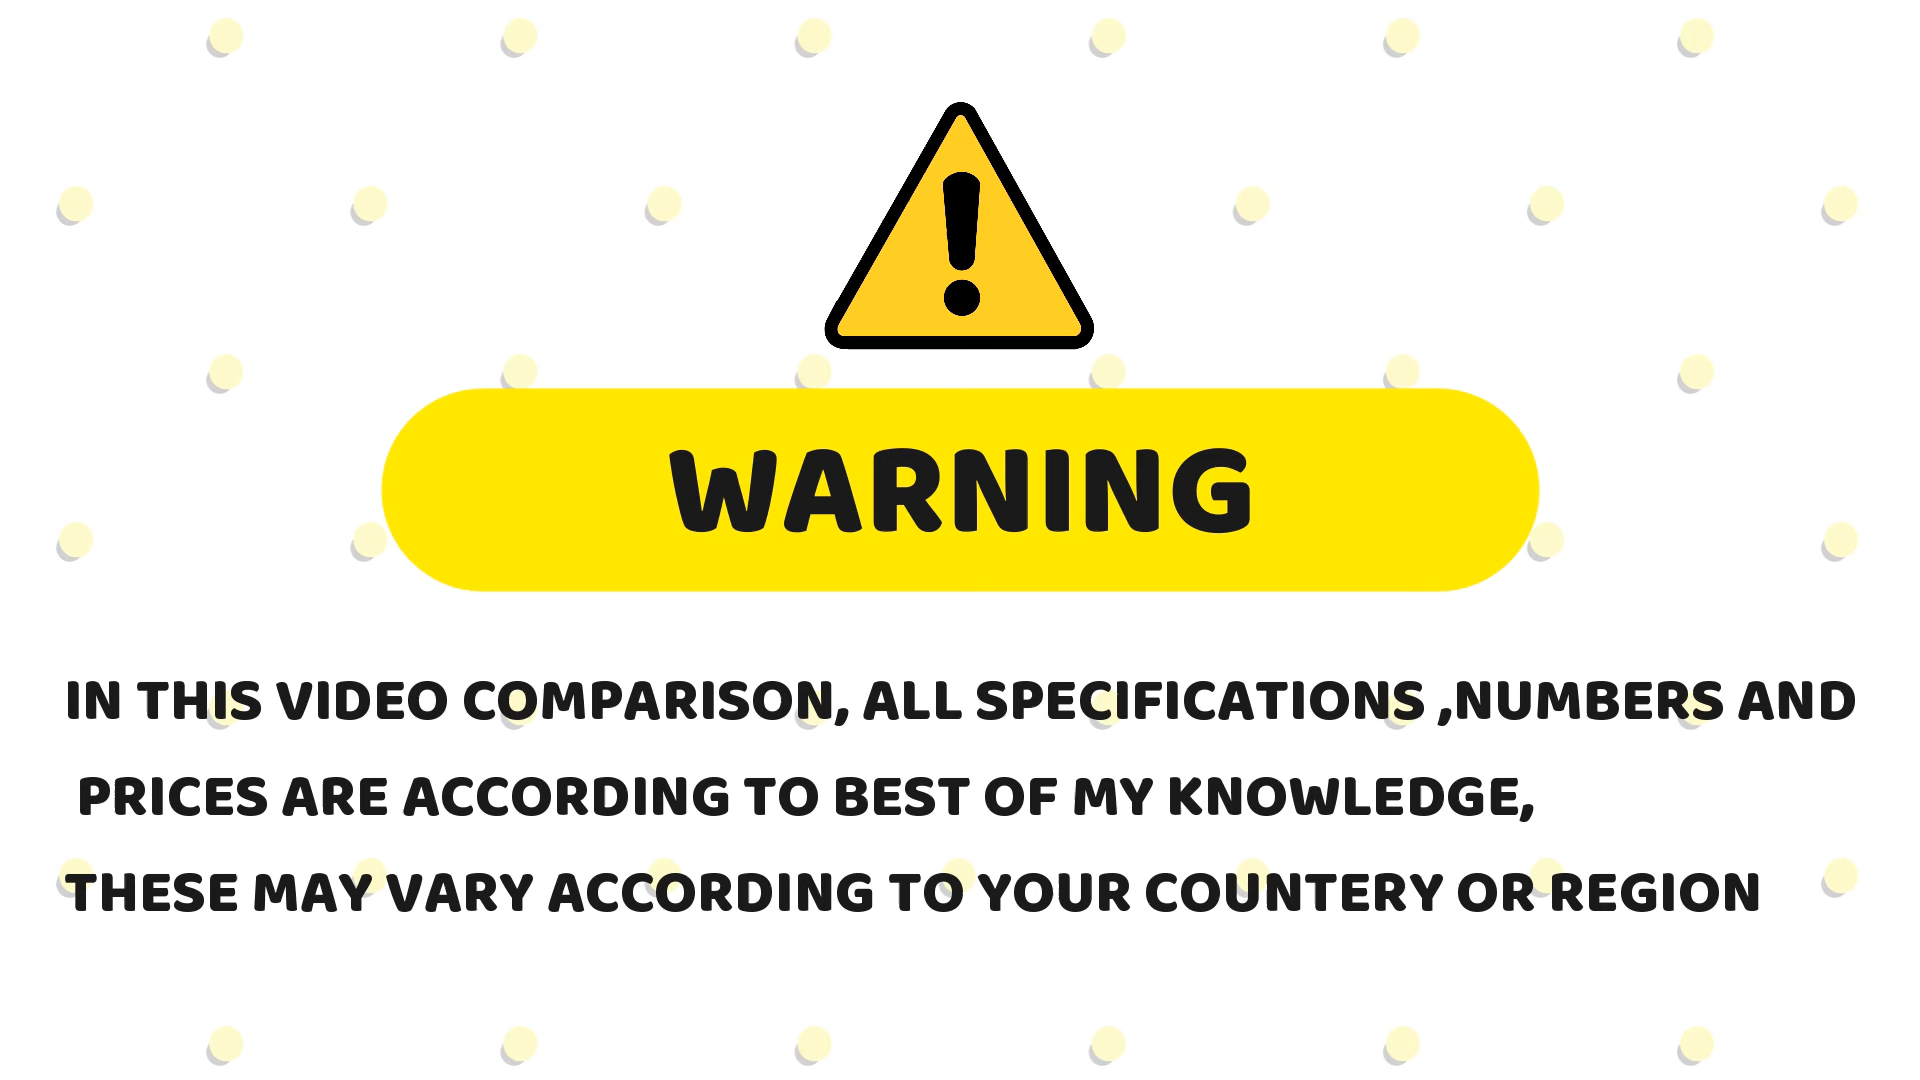 WARNING
IN THIS VIDEO COMPARISON, ALL SPECIFICATIONS ,NUMBERS AND
PRICES ARE ACCORDING TO BEST OF MY KNOWLEDGE,
THESE MAY VARY ACCORDING TO YOUR COUNTERY OR REGION